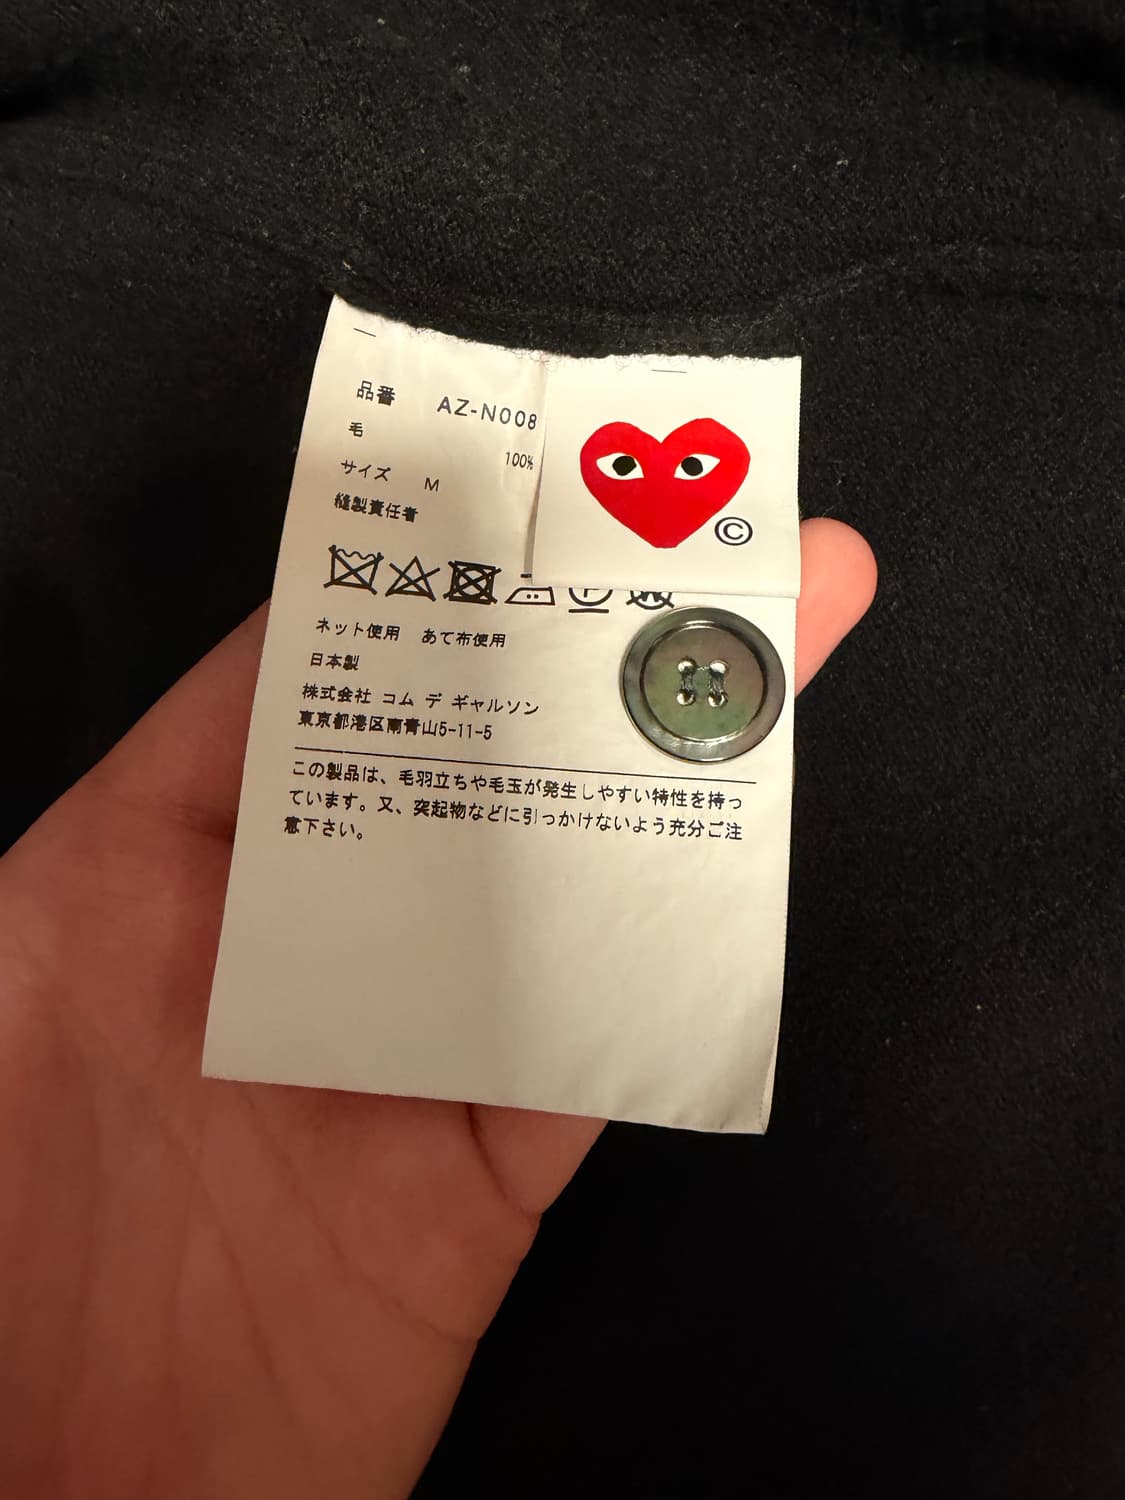 品番 AZ-N008
毛 100%
サイズ M
縫製責任者
©
ネット使用 あて布使用
日本製
株式会社 コム デ ギャルソン
東京都港区南青山5-11-5
この製品は、毛羽立ちや毛玉が発生しやすい特性を持っ
ています。又、突起物などに引っかけないよう充分ご注
意下さい。